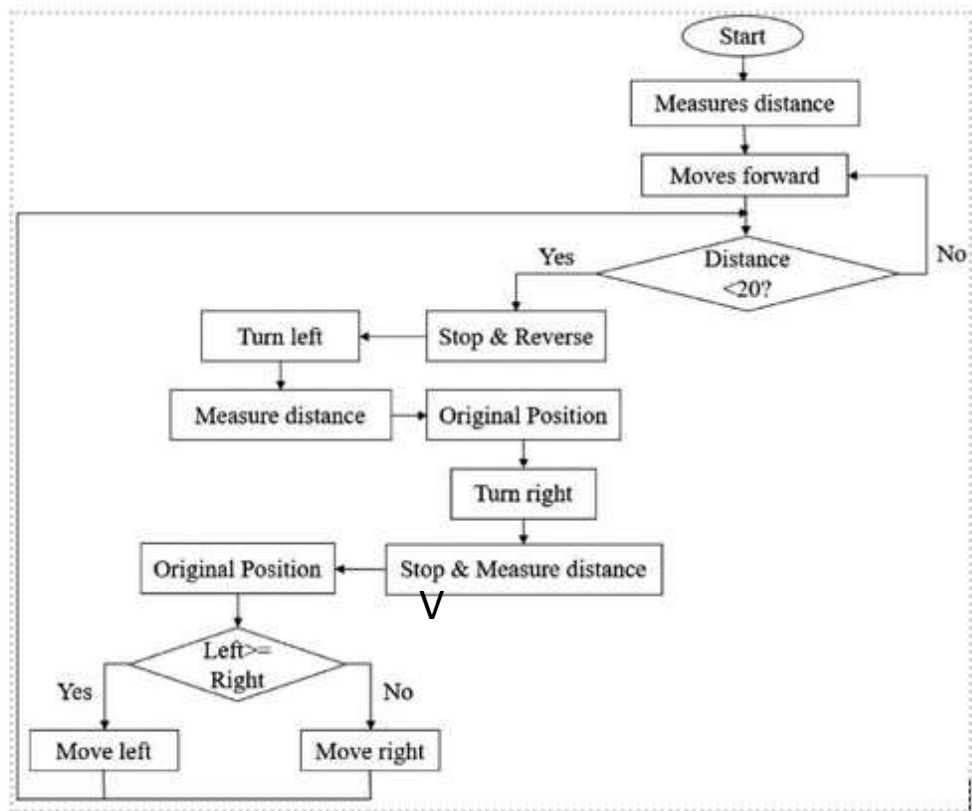 Start
Measures distance
Moves forward
No
Yes
Distance
<20?
Turn left
Stop & Reverse
Measure distance
Original Position
Turn right
Original Position
Stop & Measure distance
V
Left>=
Right
Yes
No
Move left
Move right